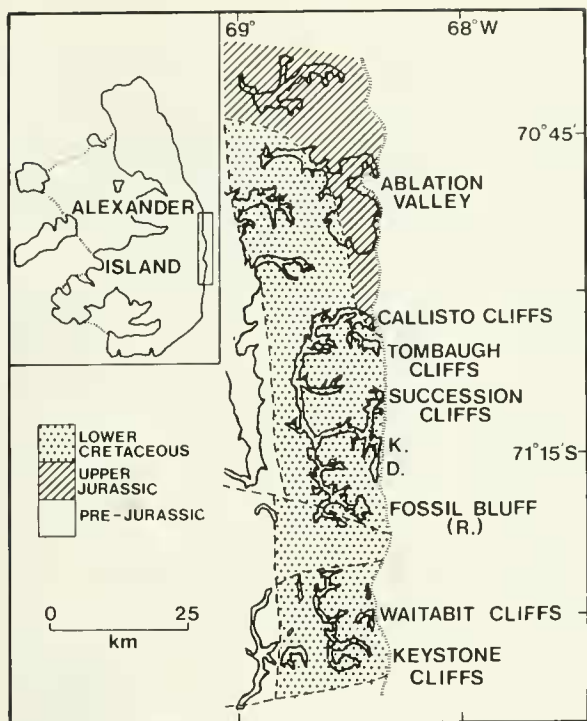 69°
68°W
70°45'
ALEXANDER
ISLAND
ABLATION
VALLEY
CALLISTO CLIFFS
TOMBAUGH
CLIFFS
SUCCESSION
CLIFFS
K.
D.
71°15'S
LOWER
CRETACEOUS
UPPER
JURASSIC
PRE-JURASSIC
FOSSIL BLUFF
(R.)
0 25
km
WAITABIT CLIFFS
KEYSTONE
CLIFFS